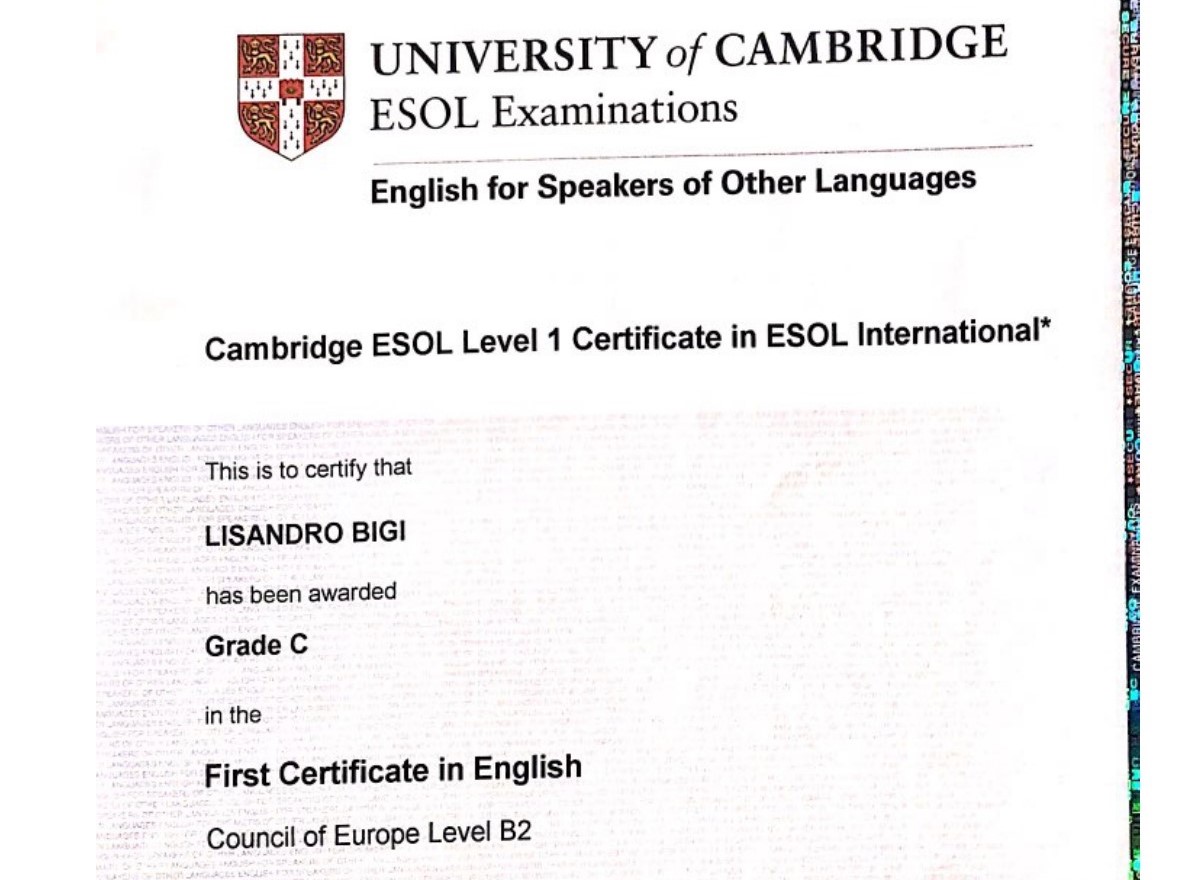 UNIVERSITY of CAMBRIDGE
ESOL Examinations
English for Speakers of Other Languages
Cambridge ESOL Level 1 Certificate in ESOL International*
This is to certify that
LISANDRO BIGI
has been awarded
Grade C
in the
First Certificate in English
Council of Europe Level B2